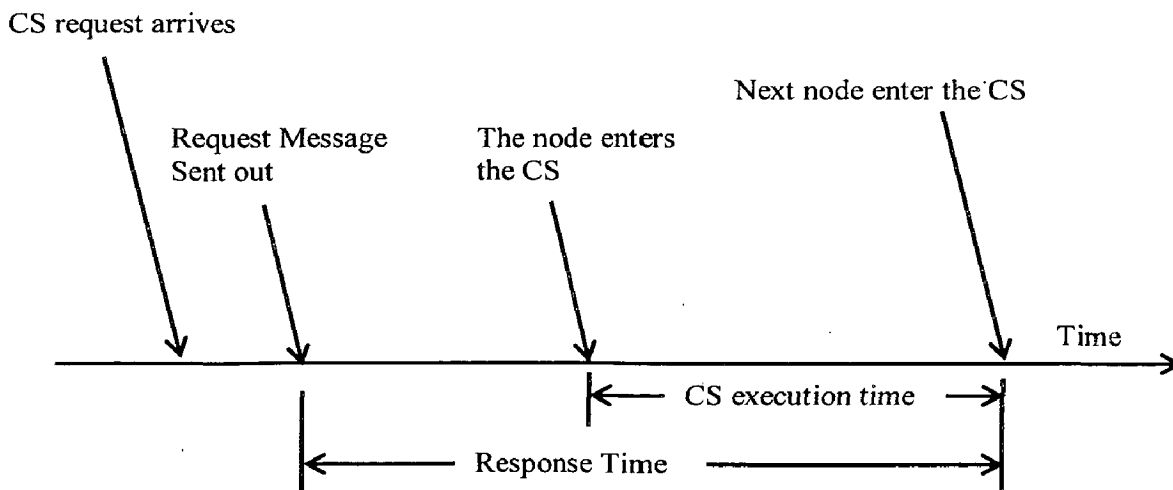 CS request arrives
Next node enter the CS
Request Message
Sent out
The node enters
the CS
Time
CS execution time
Response Time